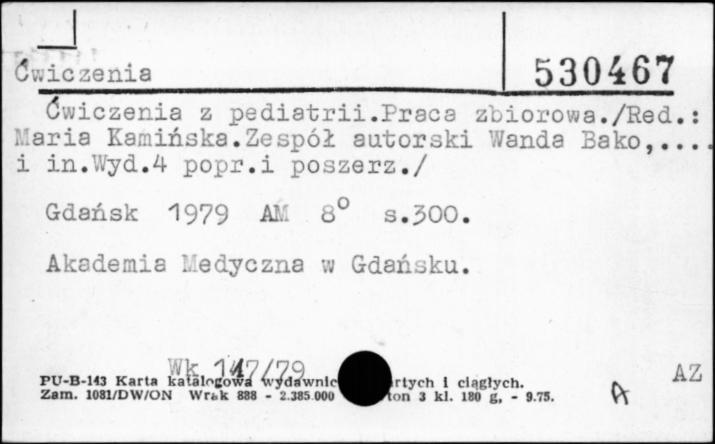 Ćwiczenia 530467
Ćwiczenia z pediatrii.Praca zbiorowa./Red.:
Maria Kamińska.Zespół autorski Wanda Bako,....
i in.Wyd.4 popr.i poszerz./
Gdańsk 1979 AM 8° s.300.
Akademia Medyczna w Gdańsku.
Wk 147/79 AZ
PU-B-143 Karta katalogowa wydawnic artych i ciągłych.
Zam. 1081/DW/ON Wrak 888 - 2.385.000 ton 3 kl. 180 g, - 9.75.
A